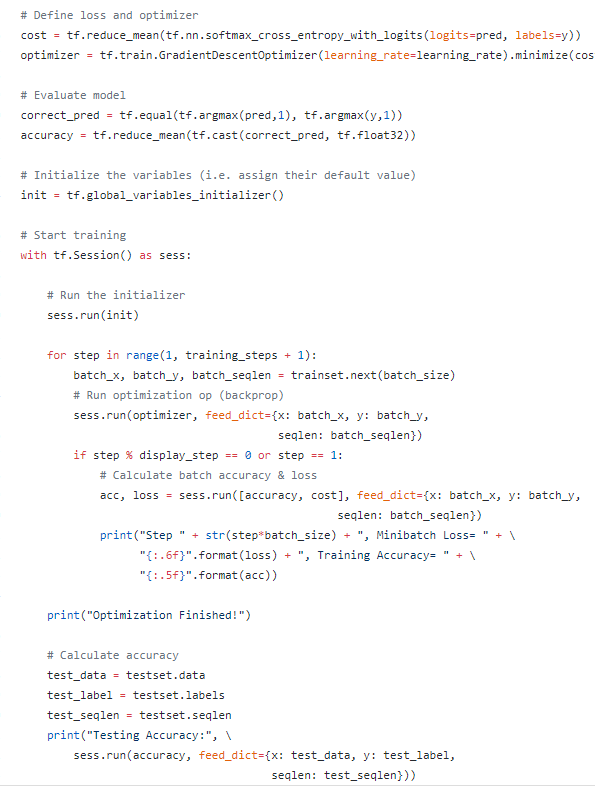 # Define loss and optimizer
cost = tf.reduce_mean(tf.nn.softmax_cross_entropy_with_logits(logits=pred, labels=y))
optimizer = tf.train.GradientDescentOptimizer(learning_rate=learning_rate).minimize(cos
# Evaluate model
correct_pred = tf.equal(tf.argmax(pred,1), tf.argmax(y,1))
accuracy = tf.reduce_mean(tf.cast(correct_pred, tf.float32))
# Initialize the variables (i.e. assign their default value)
init = tf.global_variables_initializer()
# Start training
with tf.Session() as sess:
    # Run the initializer
    sess.run(init)
    for step in range(1, training_steps + 1):
        batch_x, batch_y, batch_seqlen = trainset.next(batch_size)
        # Run optimization op (backprop)
        sess.run(optimizer, feed_dict={x: batch_x, y: batch_y,
                                       seqlen: batch_seqlen})
        if step % display_step == 0 or step == 1:
            # Calculate batch accuracy & loss
            acc, loss = sess.run([accuracy, cost], feed_dict={x: batch_x, y: batch_y,
                                                seqlen: batch_seqlen})
            print("Step " + str(step*batch_size) + ", Minibatch Loss= " + \
                  "{:.6f}".format(loss) + ", Training Accuracy= " + \
                  "{:.5f}".format(acc))
    print("Optimization Finished!")
    # Calculate accuracy
    test_data = testset.data
    test_label = testset.labels
    test_seqlen = testset.seqlen
    print("Testing Accuracy:", \
        sess.run(accuracy, feed_dict={x: test_data, y: test_label,
                                      seqlen: test_seqlen}))